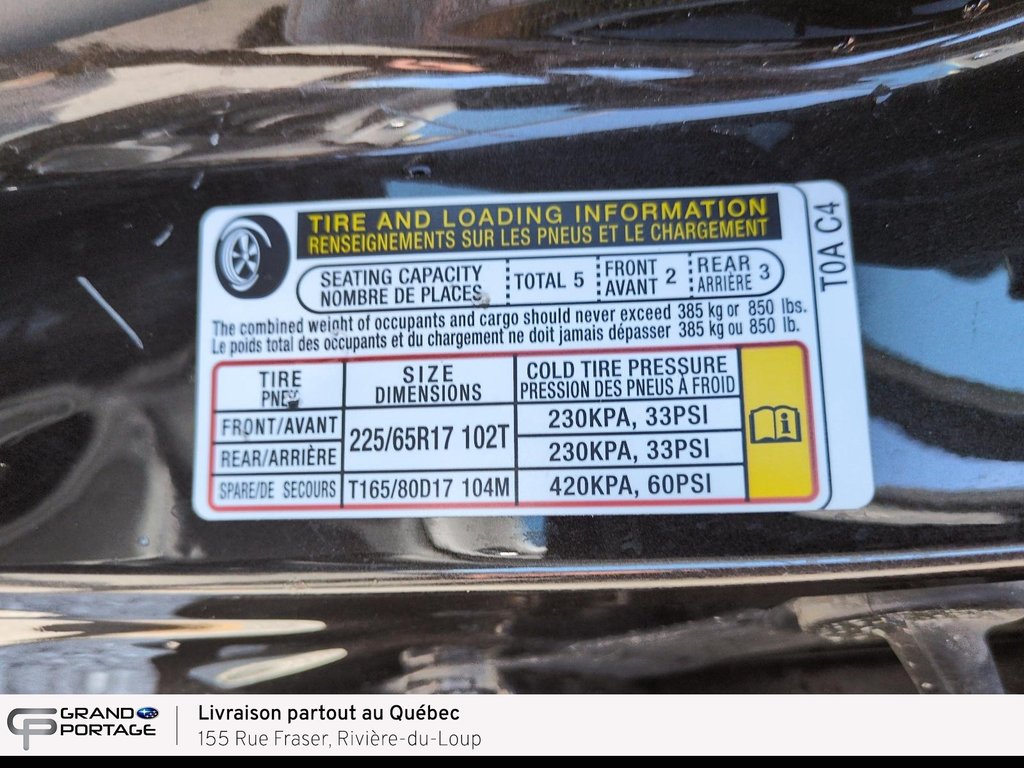 TIRE AND LOADING INFORMATION
RENSEIGNEMENTS SUR LES PNEUS ET LE CHARGEMENT
SEATING CAPACITY
NOMBRE DE PLACES
TOTAL 5
FRONT
AVANT 2
REAR
ARRIÈRE 3
The combined weight of occupants and cargo should never exceed 385 kg or 850 lbs.
Le poids total des occupants et du chargement ne doit jamais dépasser 385 kg ou 850 lb.
TIRE
PNEU
SIZE
DIMENSIONS
COLD TIRE PRESSURE
PRESSION DES PNEUS À FROID
FRONT/AVANT
225/65R17 102T
230KPA, 33PSI
REAR/ARRIÈRE
230KPA, 33PSI
SPARE/DE SECOURS
T165/80D17 104M
420KPA, 60PSI
i
T0A C4
GP GRAND PORTAGE
Livraison partout au Québec
155 Rue Fraser, Rivière-du-Loup